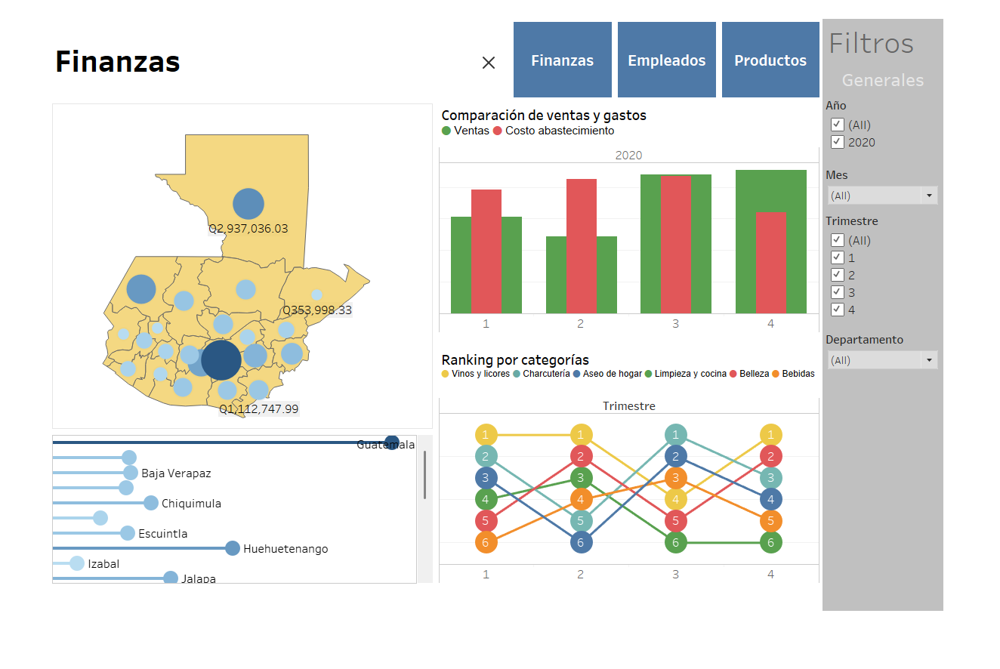 Finanzas
Finanzas
Empleados
Productos
Q2,937,036.03
Q353,998.33
Q1,112,747.99
Guatemala
Baja Verapaz
Chiquimula
Escuintla
Huehuetenango
Izabal
Jalapa
Comparación de ventas y gastos
Ventas Costo abastecimiento
2020
1 2 3 4
Ranking por categorías
Vinos y licores Charcutería Aseo de hogar Limpieza y cocina Belleza Bebidas
Trimestre
1 1 1 1
2 2 2 2
3 3 3 3
4 4 4 4
5 5 5 5
6 6 6 6
1 2 3 4
Filtros
Generales
Año
(All)
2020
Mes
(All)
Trimestre
(All)
1
2
3
4
Departamento
(All)